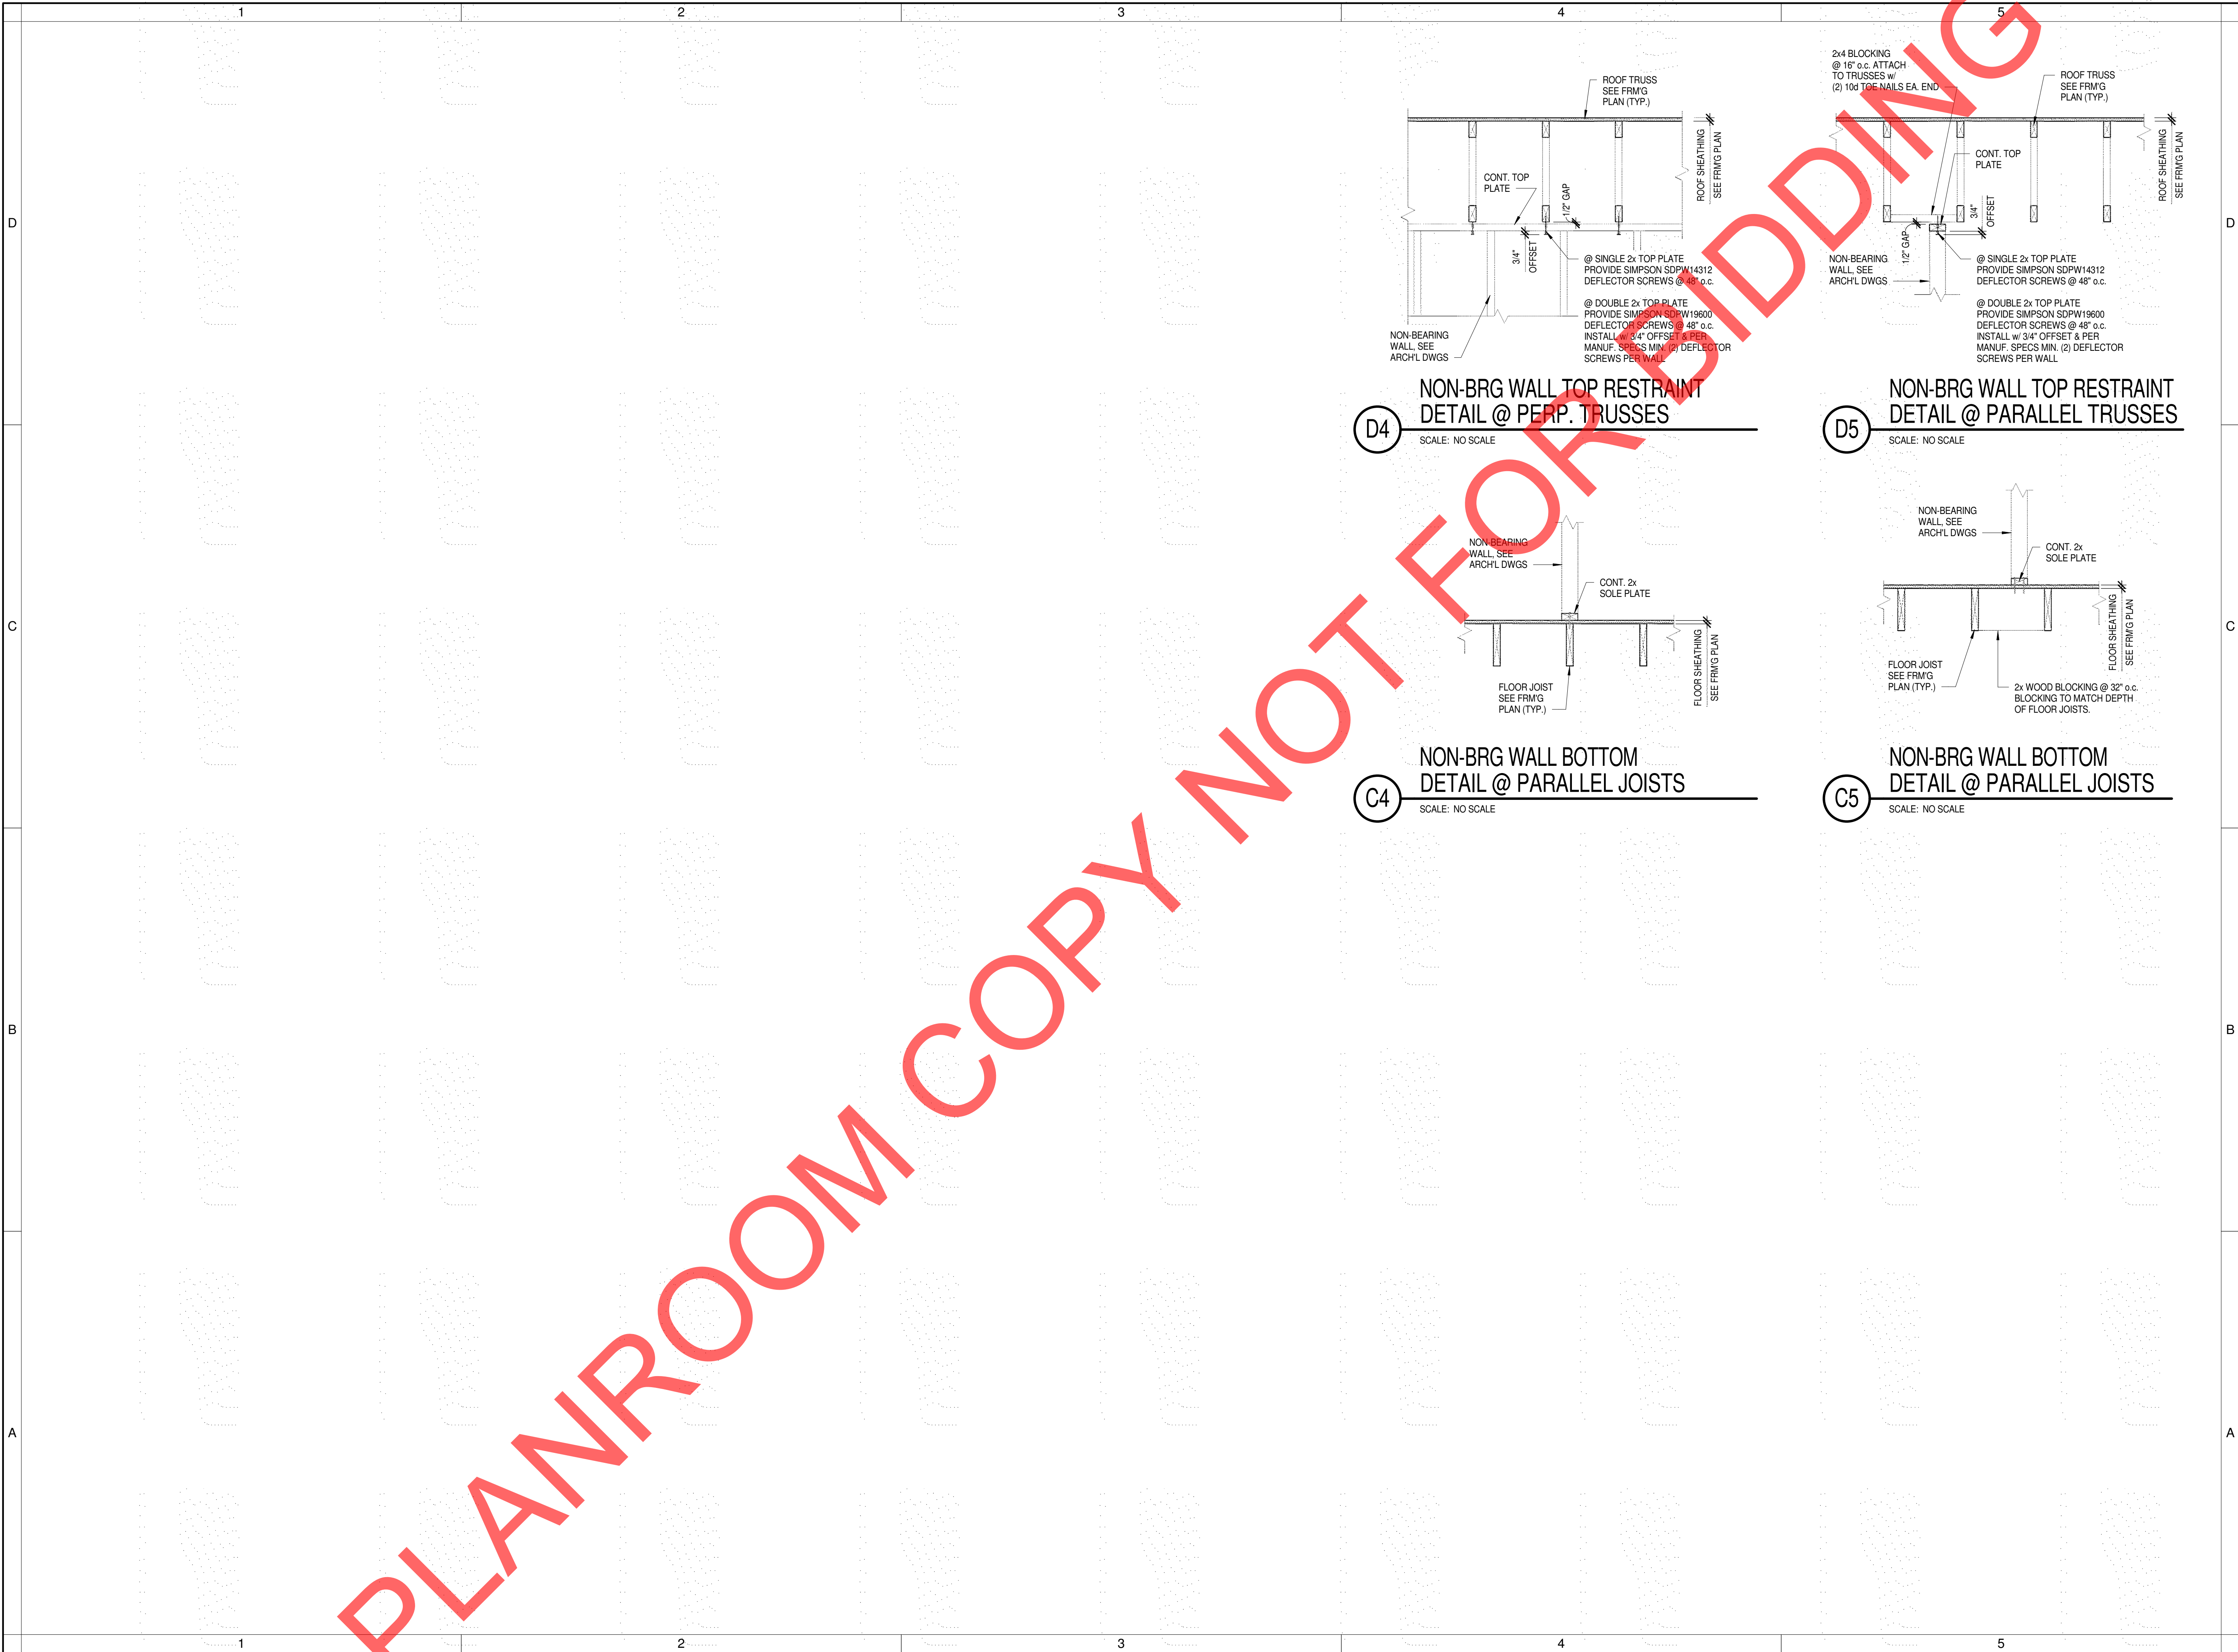 1 2 3 4 5
D
ROOF TRUSS
SEE FRM'G
PLAN (TYP.)
CONT. TOP
PLATE
1/2" GAP
3/4"
OFFSET
ROOF SHEATHING
SEE FRM'G PLAN
@ SINGLE 2x TOP PLATE
PROVIDE SIMPSON SDPW14312
DEFLECTOR SCREWS @ 48" o.c.
@ DOUBLE 2x TOP PLATE
PROVIDE SIMPSON SDPW19600
DEFLECTOR SCREWS @ 48" o.c.
INSTALL w/ 3/4" OFFSET & PER
MANUF. SPECS MIN. (2) DEFLECTOR
SCREWS PER WALL
NON-BEARING
WALL, SEE
ARCH'L DWGS
D4
NON-BRG WALL TOP RESTRAINT
DETAIL @ PERP. TRUSSES
SCALE: NO SCALE
2x4 BLOCKING
@ 16" o.c. ATTACH
TO TRUSSES w/
(2) 10d TOE NAILS EA. END
ROOF TRUSS
SEE FRM'G
PLAN (TYP.)
CONT. TOP
PLATE
ROOF SHEATHING
SEE FRM'G PLAN
3/4"
OFFSET
1/2" GAP
NON-BEARING
WALL, SEE
ARCH'L DWGS
@ SINGLE 2x TOP PLATE
PROVIDE SIMPSON SDPW14312
DEFLECTOR SCREWS @ 48" o.c.
@ DOUBLE 2x TOP PLATE
PROVIDE SIMPSON SDPW19600
DEFLECTOR SCREWS @ 48" o.c.
INSTALL w/ 3/4" OFFSET & PER
MANUF. SPECS MIN. (2) DEFLECTOR
SCREWS PER WALL
D5
NON-BRG WALL TOP RESTRAINT
DETAIL @ PARALLEL TRUSSES
SCALE: NO SCALE
D
C
NON-BEARING
WALL, SEE
ARCH'L DWGS
CONT. 2x
SOLE PLATE
FLOOR SHEATHING
SEE FRM'G PLAN
FLOOR JOIST
SEE FRM'G
PLAN (TYP.)
C4
NON-BRG WALL BOTTOM
DETAIL @ PARALLEL JOISTS
SCALE: NO SCALE
NON-BEARING
WALL, SEE
ARCH'L DWGS
CONT. 2x
SOLE PLATE
FLOOR SHEATHING
SEE FRM'G PLAN
FLOOR JOIST
SEE FRM'G
PLAN (TYP.)
2x WOOD BLOCKING @ 32" o.c.
BLOCKING TO MATCH DEPTH
OF FLOOR JOISTS.
C5
NON-BRG WALL BOTTOM
DETAIL @ PARALLEL JOISTS
SCALE: NO SCALE
C
B
B
A
A
1 2 3 4 5
PLANROOM COPY NOT FOR BIDDING